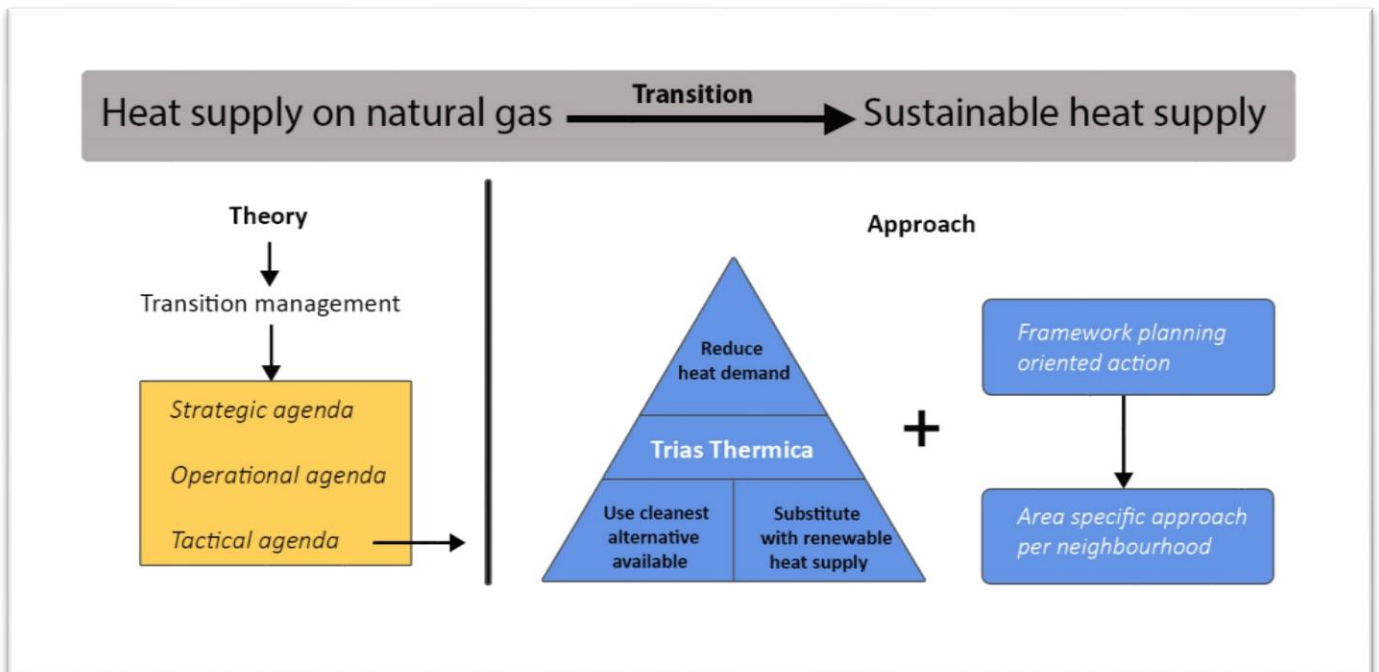 Heat supply on natural gas
Transition
Sustainable heat supply
Theory
Transition management
Strategic agenda
Operational agenda
Tactical agenda
Approach
Reduce
heat demand
Trias Thermica
Use cleanest
alternative
available
Substitute
with renewable
heat supply
+
Framework planning
oriented action
Area specific approach
per neighbourhood